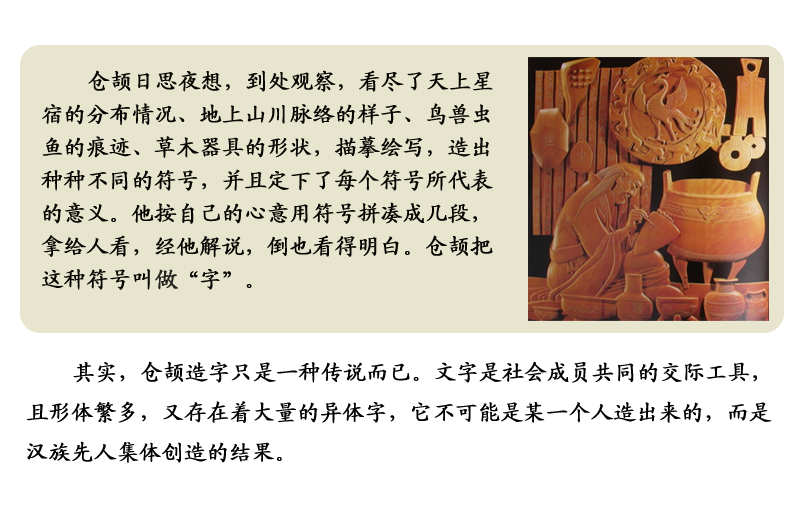 仓颉日思夜想，到处观察，看尽了天上星
宿的分布情况、地上山川脉络的样子、鸟兽虫
鱼的痕迹、草木器具的形状，描摹绘写，造出
种种不同的符号，并且定下了每个符号所代表
的意义。他按自己的心意用符号拼凑成几段，
拿给人看，经他解说，倒也看得明白。仓颉把
这种符号叫做“字”。
其实，仓颉造字只是一种传说而已。文字是社会成员共同的交际工具，
且形体繁多，又存在着大量的异体字，它不可能是某一个人造出来的，而是
汉族先人集体创造的结果。